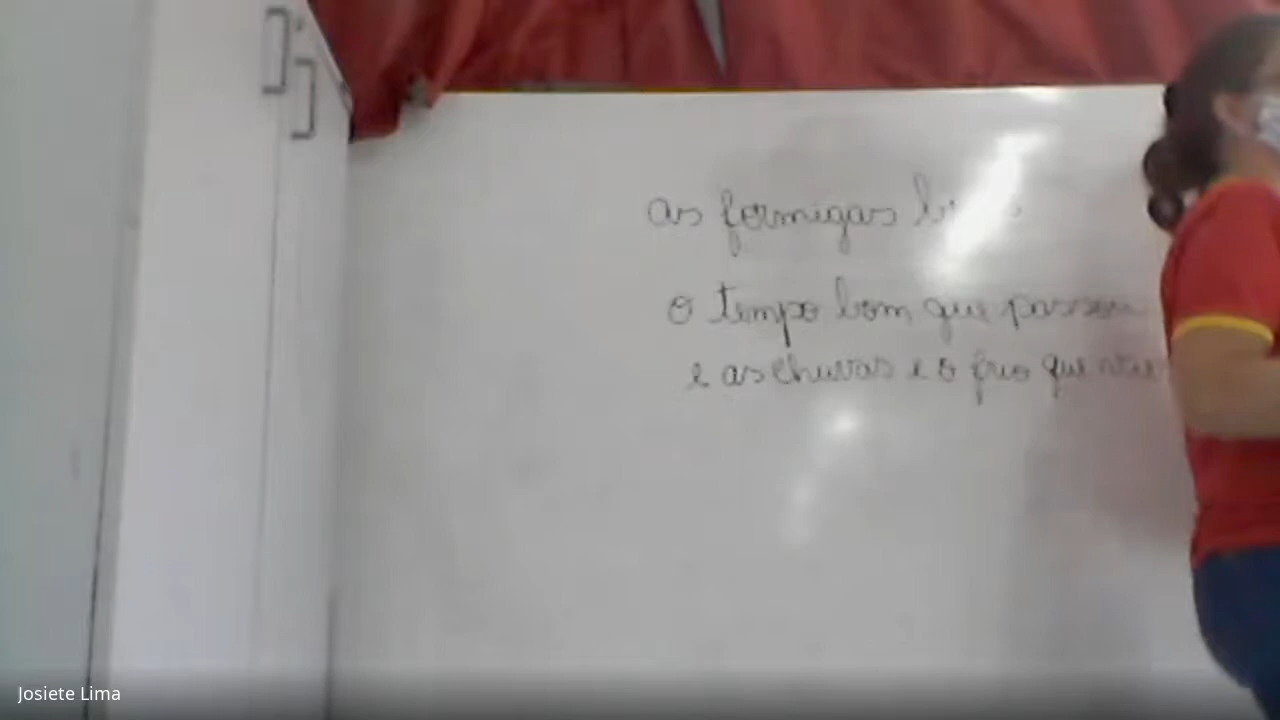 as formigas
o tempo bom que passou
e as chuvas e o frio que
Josiete Lima